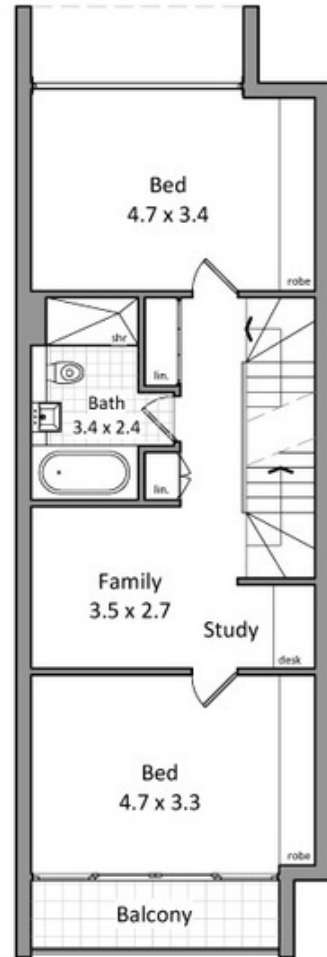 Bed
4.7 x 3.4
robe
shr
lin.
Bath
3.4 x 2.4
lin.
Family
3.5 x 2.7
Study
desk
Bed
4.7 x 3.3
robe
Balcony